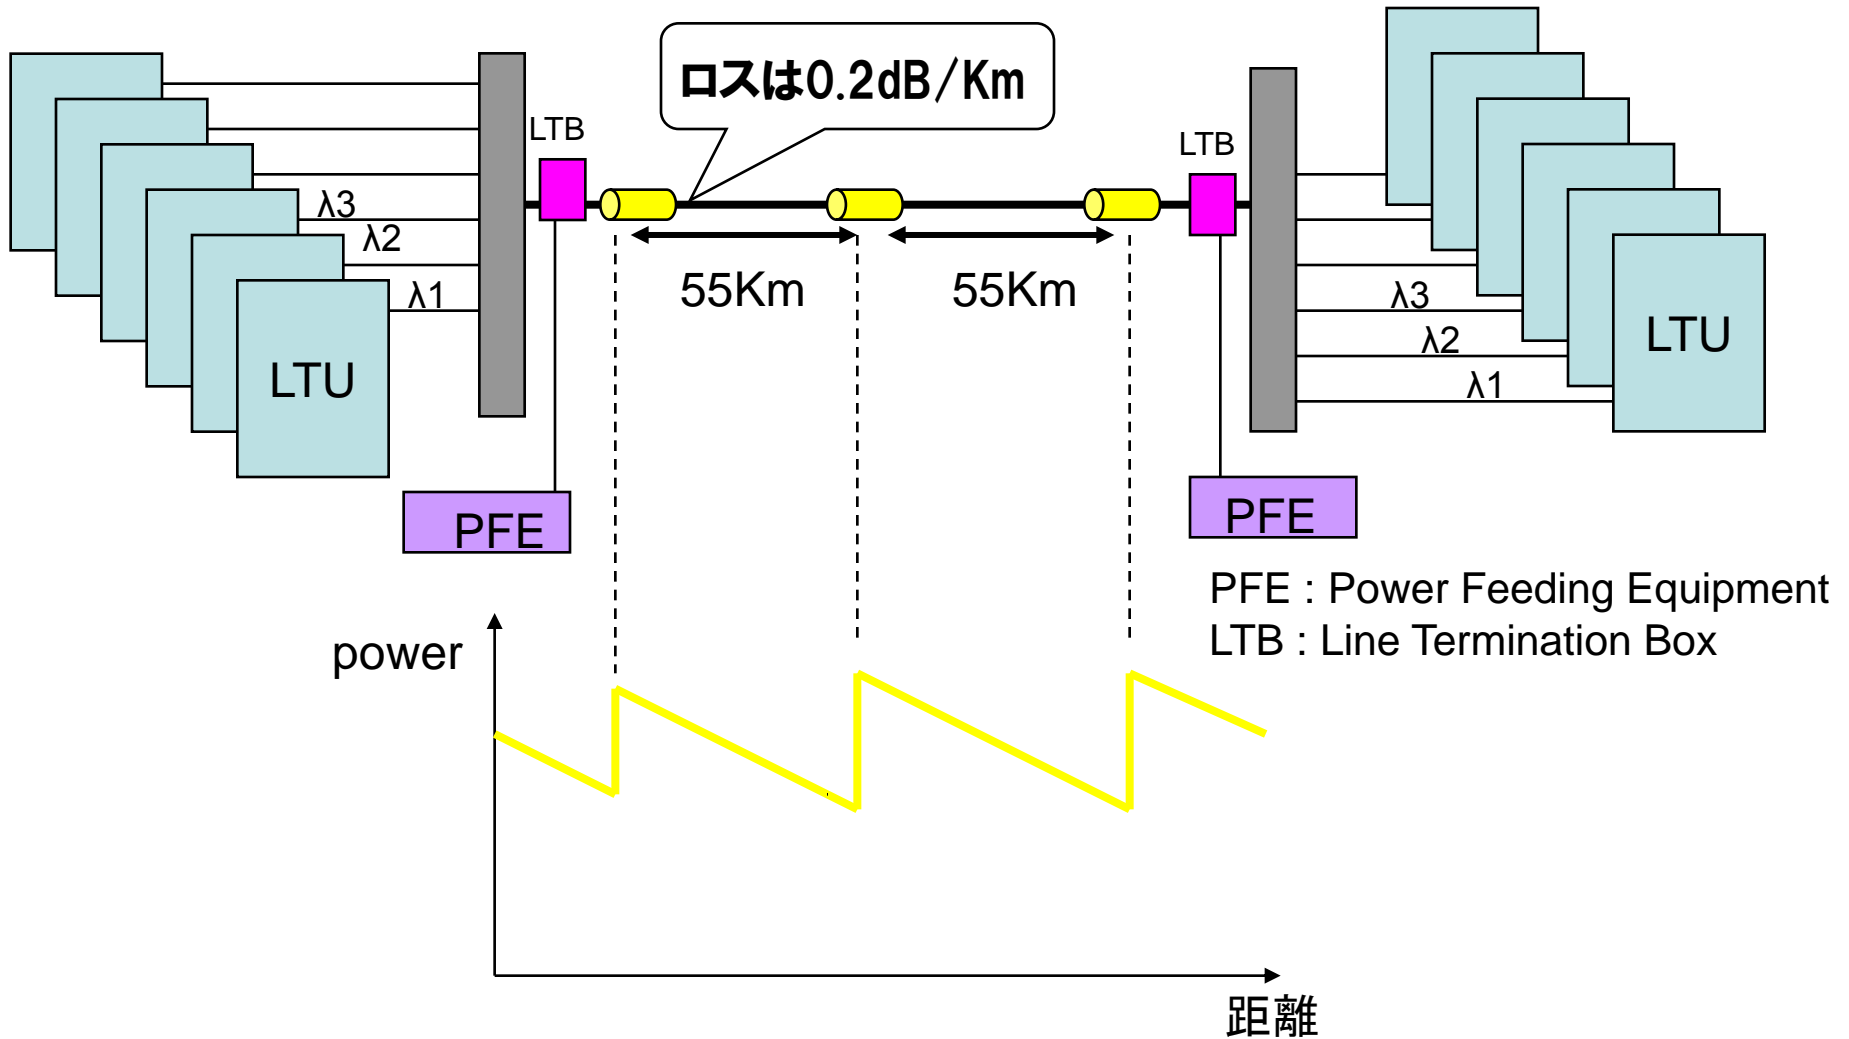 ロスは0.2dB/Km
LTB
LTB
λ3
λ2
λ1
LTU
55Km
55Km
λ3
λ2
λ1
LTU
PFE
PFE
PFE : Power Feeding Equipment
LTB : Line Termination Box
power
距離